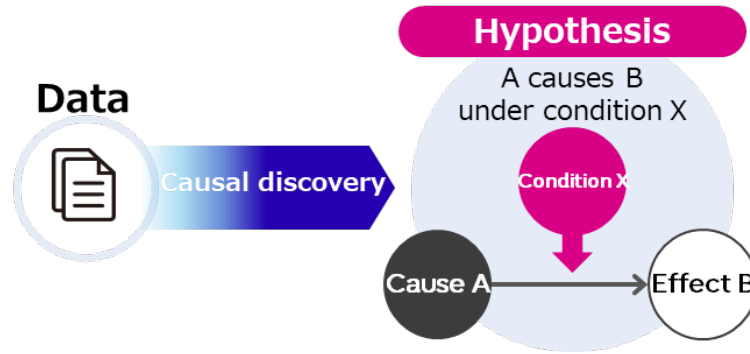 Hypothesis
A causes B
under condition X
Data
Causal discovery
Condition X
Cause A
Effect B